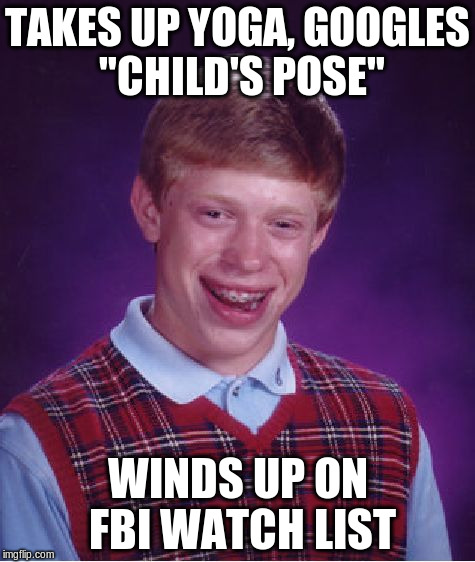 TAKES UP YOGA, GOOGLES
"CHILD'S POSE"
WINDS UP ON
FBI WATCH LIST
imgflip.com